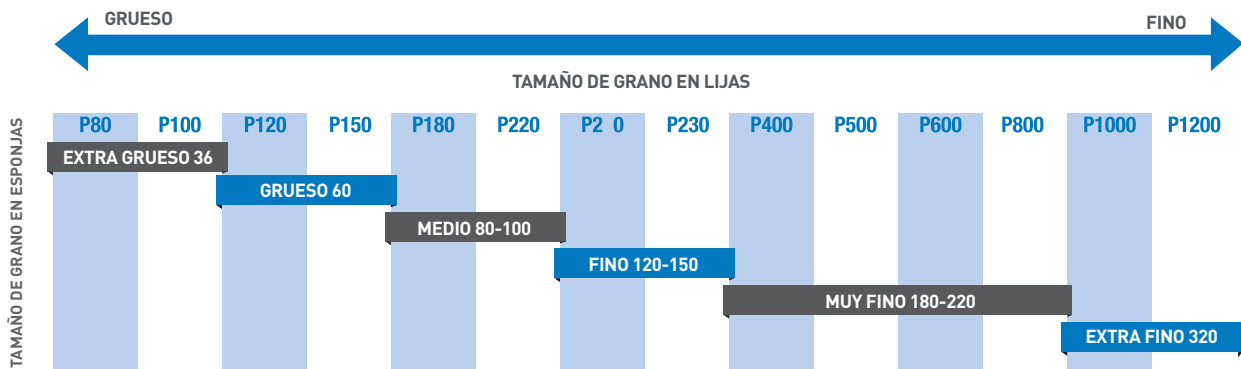 GRUESO
FINO
TAMAÑO DE GRANO EN LIJAS
TAMAÑO DE GRANO EN ESPONJAS
P80 P100 P120 P150 P180 P220 P2 0 P230 P400 P500 P600 P800 P1000 P1200
EXTRA GRUESO 36
GRUESO 60
MEDIO 80-100
FINO 120-150
MUY FINO 180-220
EXTRA FINO 320